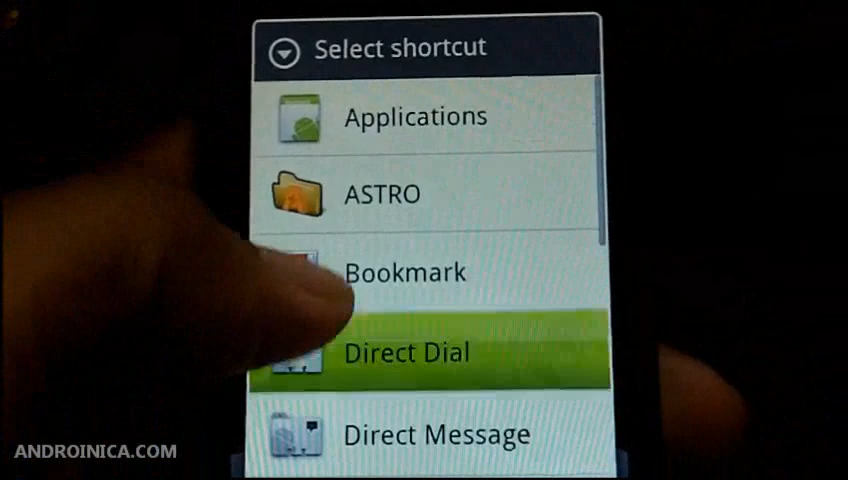 Select shortcut
Applications
ASTRO
Bookmark
Direct Dial
Direct Message
ANDROINICA.COM